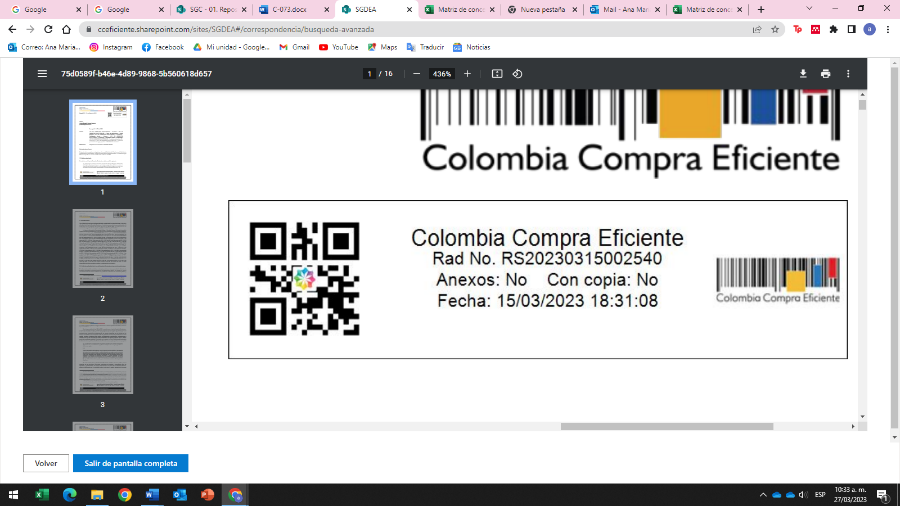 Google
Google
SGC - 01. Repo
C-073.docx
SGDEA
Matriz de conc
Nueva pestaña
Mail - Ana Mar
Matriz de conc
cceficiente.sharepoint.com/sites/SGDEA#/correspondencia/busqueda-avanzada
Correo: Ana Maria...
Instagram
Facebook
Mi unidad - Google...
Gmail
YouTube
Maps
Traducir
Noticias
75d0589f-b46e-4d89-9868-5b560618d657
1 / 16
436%
1
2
3
Colombia Compra Eficiente
Colombia Compra Eficiente
Rad No. RS20230315002540
Anexos: No Con copia: No
Fecha: 15/03/2023 18:31:08
Colombia Compra Eficiente
Volver
Salir de pantalla completa
ESP
10:33 a. m.
27/03/2023